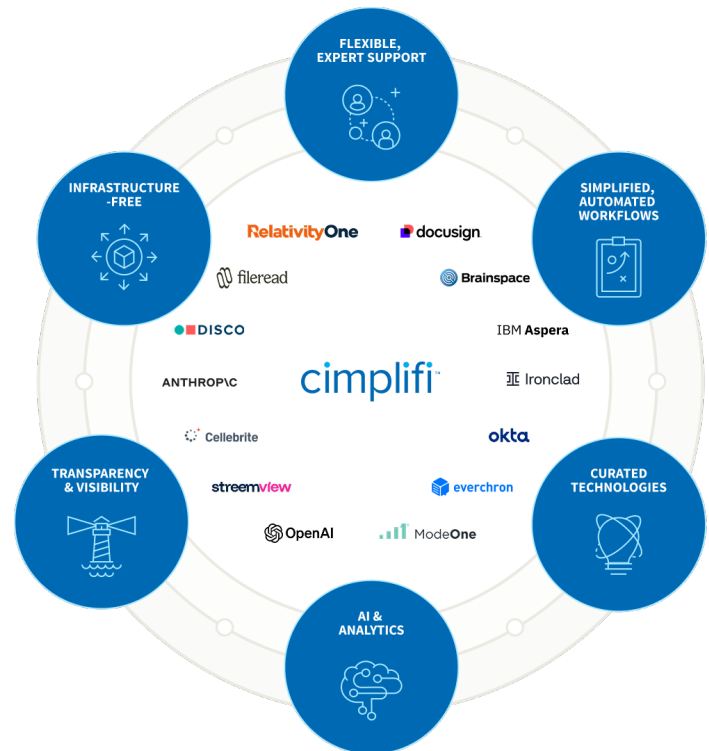 FLEXIBLE,
EXPERT SUPPORT
INFRASTRUCTURE
-FREE
SIMPLIFIED,
AUTOMATED
WORKFLOWS
RelativityOne
docusign
fileread
Brainspace
DISCO
IBM Aspera
cimplifi™
ANTHROP\C
Ironclad
Cellebrite
okta
TRANSPARENCY
& VISIBILITY
CURATED
TECHNOLOGIES
streemview
everchron
OpenAI
ModeOne
AI &
ANALYTICS